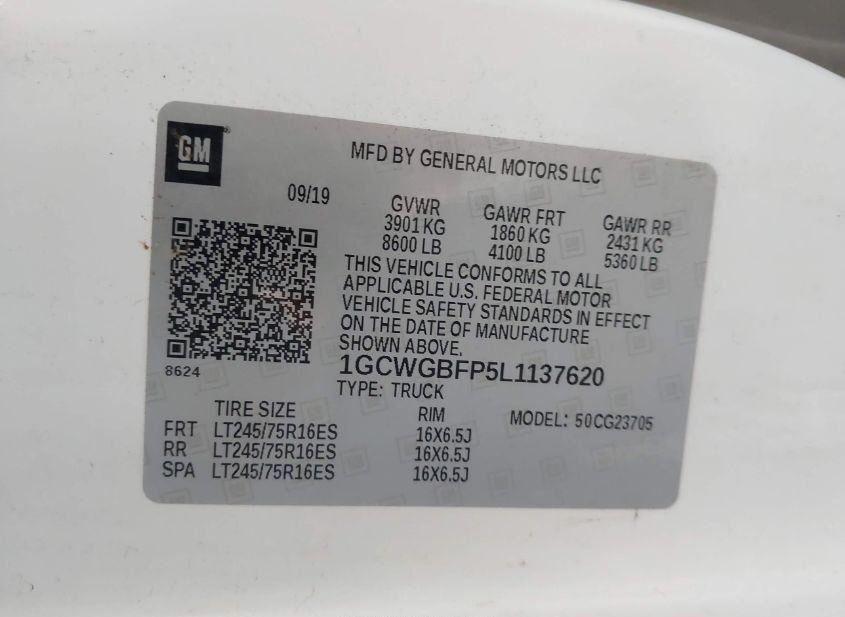 GM
MFD BY GENERAL MOTORS LLC
09/19
GVWR GAWR FRT GAWR RR
3901 KG 1860 KG 2431 KG
8600 LB 4100 LB 5360 LB
THIS VEHICLE CONFORMS TO ALL
APPLICABLE U.S. FEDERAL MOTOR
VEHICLE SAFETY STANDARDS IN EFFECT
ON THE DATE OF MANUFACTURE
SHOWN ABOVE.
8624
1GCWGBFP5L1137620
TYPE: TRUCK
TIRE SIZE RIM MODEL: 50CG23705
FRT LT245/75R16ES 16X6.5J
RR LT245/75R16ES 16X6.5J
SPA LT245/75R16ES 16X6.5J